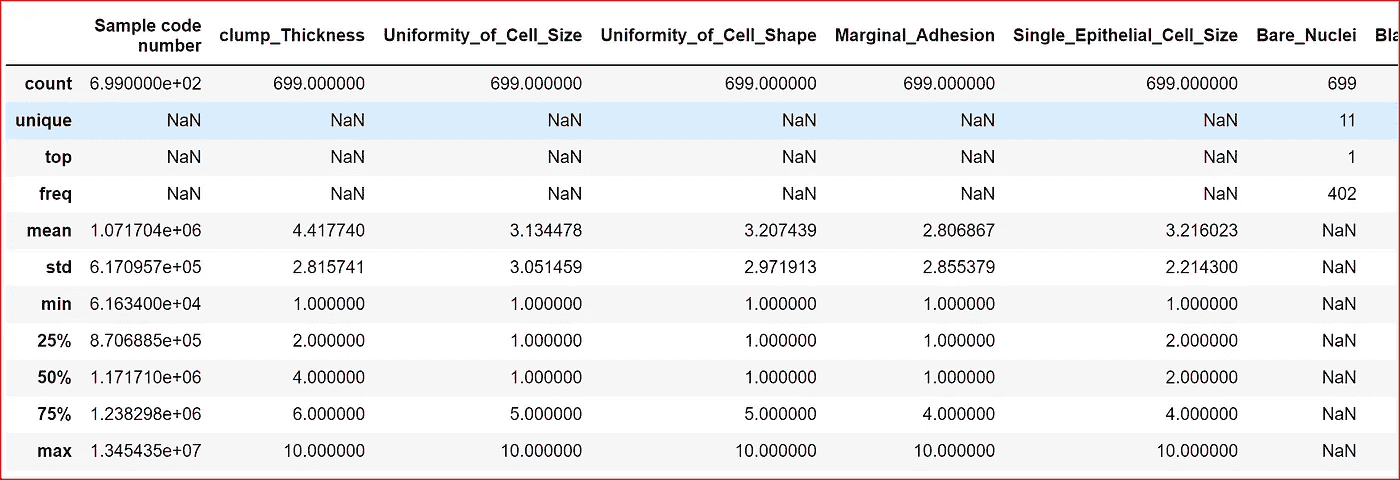 Sample code number clump_Thickness Uniformity_of_Cell_Size Uniformity_of_Cell_Shape Marginal_Adhesion Single_Epithelial_Cell_Size Bare_Nuclei Bla
count 6.990000e+02 699.000000 699.000000 699.000000 699.000000 699.000000 699
unique NaN NaN NaN NaN NaN NaN 11
top NaN NaN NaN NaN NaN NaN 1
freq NaN NaN NaN NaN NaN NaN 402
mean 1.071704e+06 4.417740 3.134478 3.207439 2.806867 3.216023 NaN
std 6.170957e+05 2.815741 3.051459 2.971913 2.855379 2.214300 NaN
min 6.163400e+04 1.000000 1.000000 1.000000 1.000000 1.000000 NaN
25% 8.706885e+05 2.000000 1.000000 1.000000 1.000000 2.000000 NaN
50% 1.171710e+06 4.000000 1.000000 1.000000 1.000000 2.000000 NaN
75% 1.238298e+06 6.000000 5.000000 5.000000 4.000000 4.000000 NaN
max 1.345435e+07 10.000000 10.000000 10.000000 10.000000 10.000000 NaN